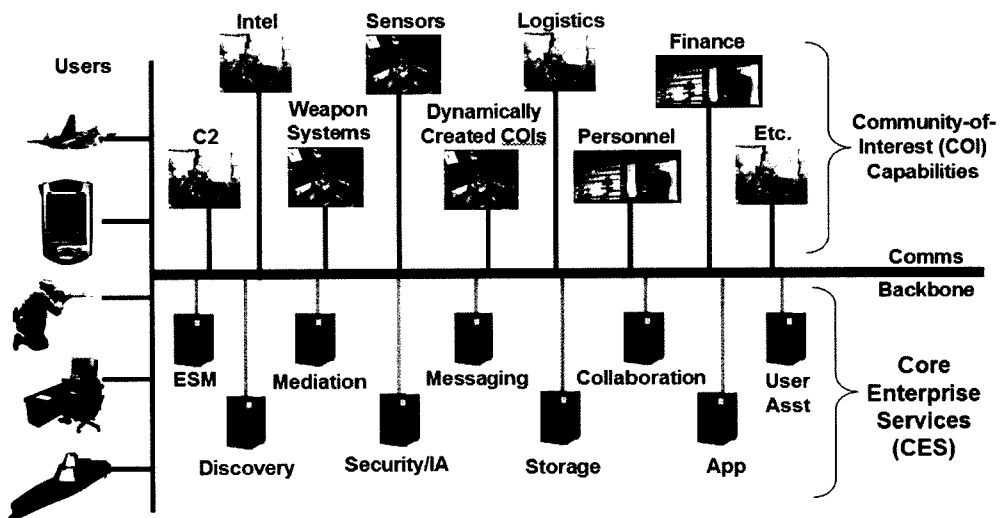 Users
Intel
Sensors
Logistics
Finance
C2
Weapon
Systems
Dynamically
Created COIs
Personnel
Etc.
Community-of-
Interest (COI)
Capabilities
Comms
Backbone
ESM
Mediation
Messaging
Collaboration
User
Asst
Discovery
Security/IA
Storage
App
Core
Enterprise
Services
(CES)